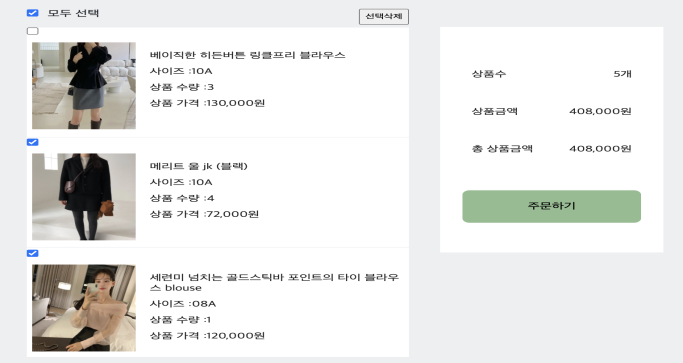 모두 선택
선택삭제
베이직한 히든버튼 링클프리 블라우스
사이즈 :10A
상품 수량 :3
상품 가격 :130,000원
메리트 울 jk (블랙)
사이즈 :10A
상품 수량 :4
상품 가격 :72,000원
세련미 넘치는 골드스틱바 포인트의 타이 블라우
스 blouse
사이즈 :08A
상품 수량 :1
상품 가격 :120,000원
상품수 5개
상품금액 408,000원
총 상품금액 408,000원
주문하기